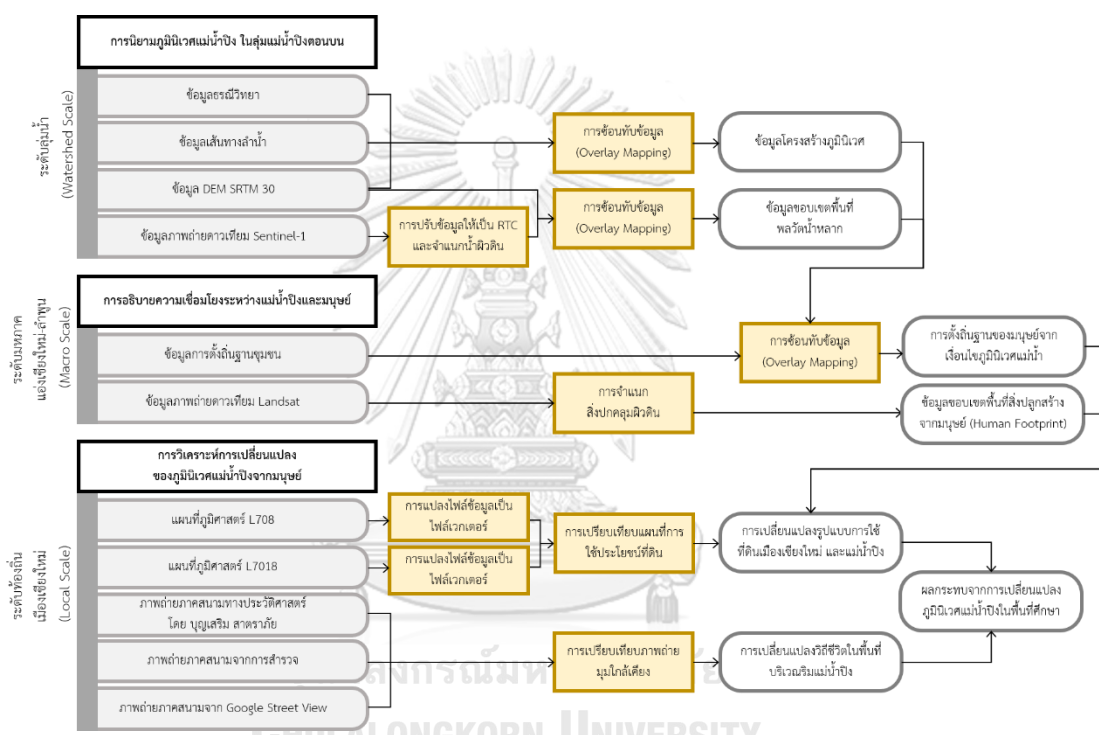 การนิยามภูมินิเวศแม่น้ำปิง ในลุ่มแม่น้ำปิงตอนบน
ระดับลุ่มน้ำ
(Watershed Scale)
ข้อมูลธรณีวิทยา
ข้อมูลเส้นทางลำน้ำ
ข้อมูล DEM SRTM 30
ข้อมูลภาพถ่ายดาวเทียม Sentinel-1
การปรับข้อมูลให้เป็น RTC
และจำแนกน้ำผิวดิน
การซ้อนทับข้อมูล
(Overlay Mapping)
การซ้อนทับข้อมูล
(Overlay Mapping)
ข้อมูลโครงสร้างภูมินิเวศ
ข้อมูลขอบเขตพื้นที่
พลวัตน้ำหลาก
การอธิบายความเชื่อมโยงระหว่างแม่น้ำปิงและมนุษย์
ระดับมหภาค
แอ่งเชียงใหม่-ลำพูน
(Macro Scale)
ข้อมูลการตั้งถิ่นฐานชุมชน
ข้อมูลภาพถ่ายดาวเทียม Landsat
การซ้อนทับข้อมูล
(Overlay Mapping)
การจำแนก
สิ่งปกคลุมผิวดิน
การตั้งถิ่นฐานของมนุษย์จาก
เงื่อนไขภูมินิเวศแม่น้ำ
ข้อมูลขอบเขตพื้นที่สิ่งปลูกสร้าง
จากมนุษย์ (Human Footprint)
การวิเคราะห์การเปลี่ยนแปลง
ของภูมินิเวศแม่น้ำปิงจากมนุษย์
ระดับท้องถิ่น
เมืองเชียงใหม่
(Local Scale)
แผนที่ภูมิศาสตร์ L708
แผนที่ภูมิศาสตร์ L7018
ภาพถ่ายภาคสนามทางประวัติศาสตร์
โดย บุญเสริม สาตราภัย
ภาพถ่ายภาคสนามจากการสำรวจ
ภาพถ่ายภาคสนามจาก Google Street View
การแปลงไฟล์ข้อมูลเป็น
ไฟล์เวกเตอร์
การแปลงไฟล์ข้อมูลเป็น
ไฟล์เวกเตอร์
การเปรียบเทียบแผนที่การ
ใช้ประโยชน์ที่ดิน
การเปรียบเทียบภาพถ่าย
มุมใกล้เคียง
การเปลี่ยนแปลงรูปแบบการใช้
ที่ดินเมืองเชียงใหม่ และแม่น้ำปิง
การเปลี่ยนแปลงวิถีชีวิตในพื้นที่
บริเวณริมแม่น้ำปิง
ผลกระทบจากการเปลี่ยนแปลง
ภูมินิเวศแม่น้ำปิงในพื้นที่ศึกษา